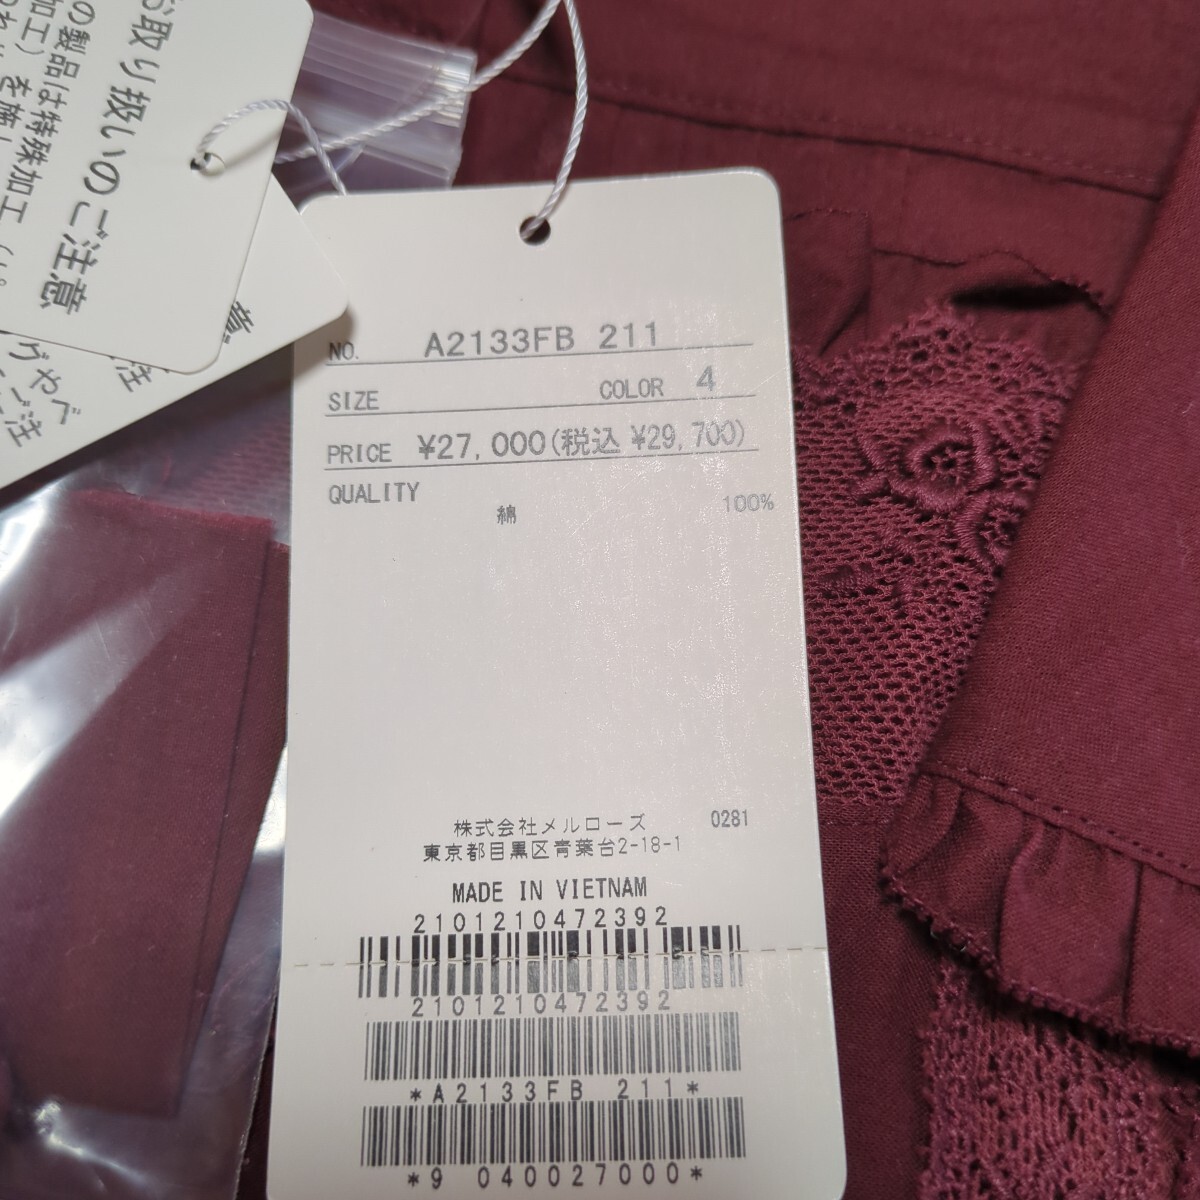 お取り扱いのご注意
の製品は特殊加工
加工）を施し
NO. A2133FB 211
SIZE COLOR 4
PRICE ¥27,000(税込 ¥29,700)
QUALITY
綿 100%
株式会社メルローズ 0281
東京都目黒区青葉台2-18-1
MADE IN VIETNAM
2101210472392
2101210472392
*A2133FB 211*
*9 040027000*